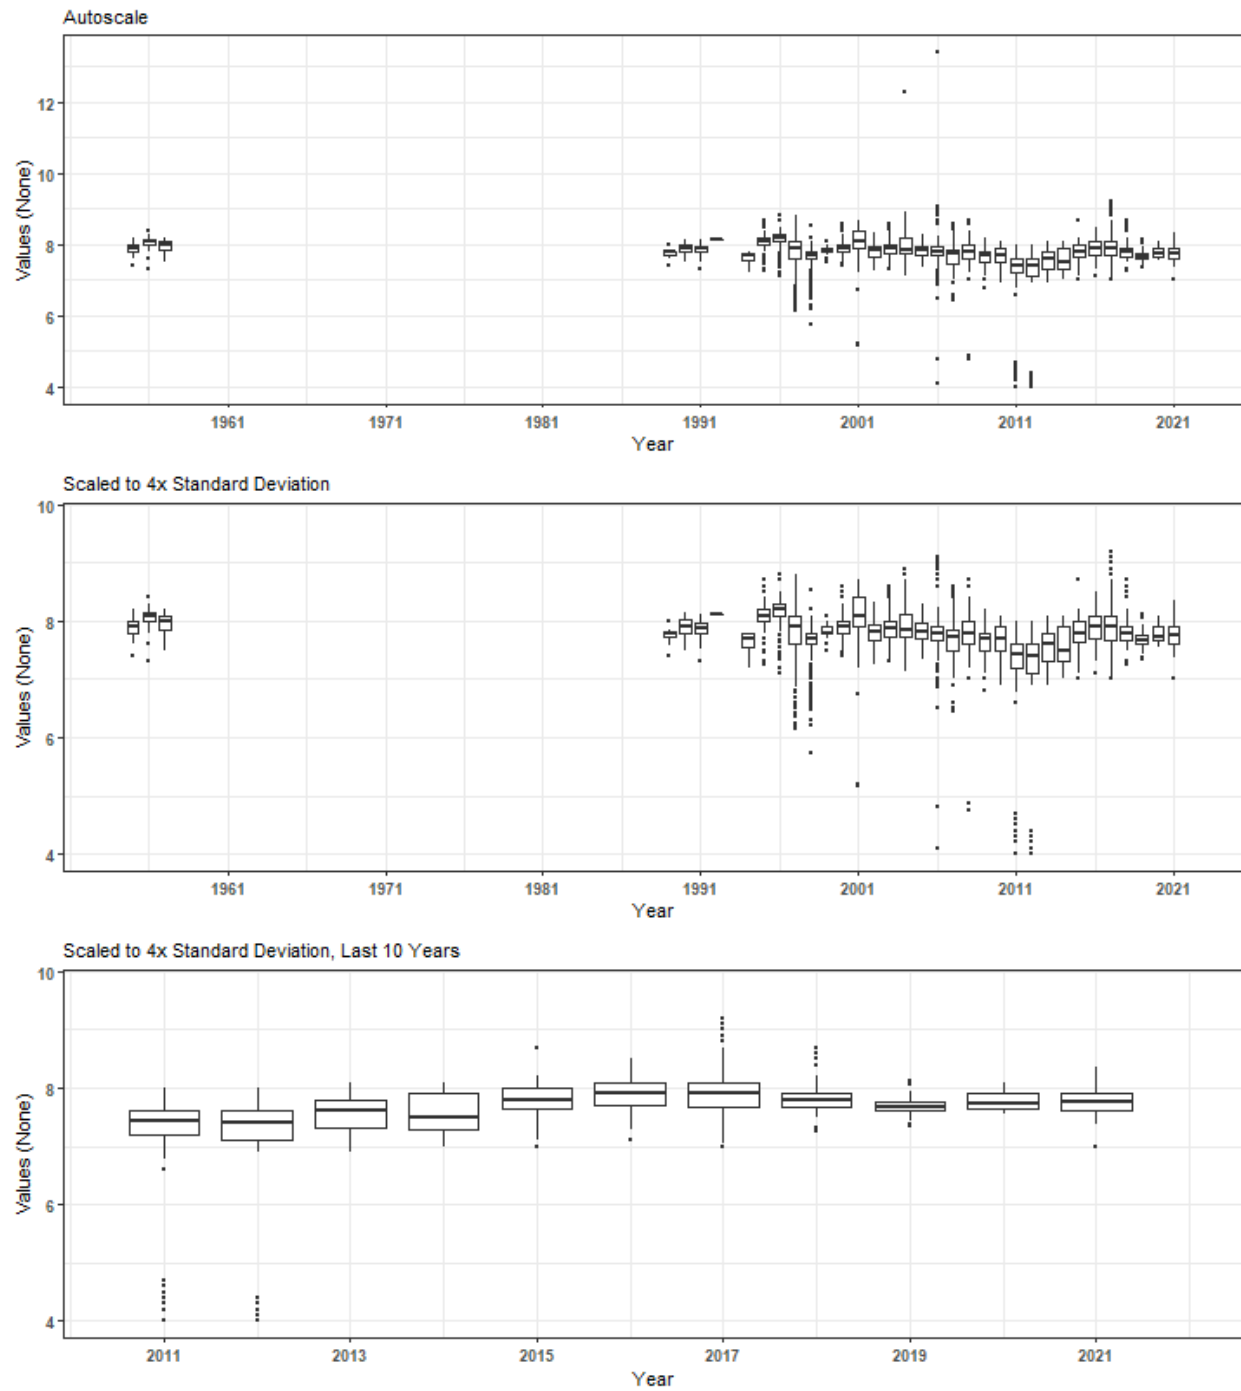 Autoscale
12
10
8
6
4
Values (None)
1961 1971 1981 1991 2001 2011 2021
Year
Scaled to 4x Standard Deviation
10
8
6
4
Values (None)
1961 1971 1981 1991 2001 2011 2021
Year
Scaled to 4x Standard Deviation, Last 10 Years
10
8
6
4
Values (None)
2011 2013 2015 2017 2019 2021
Year